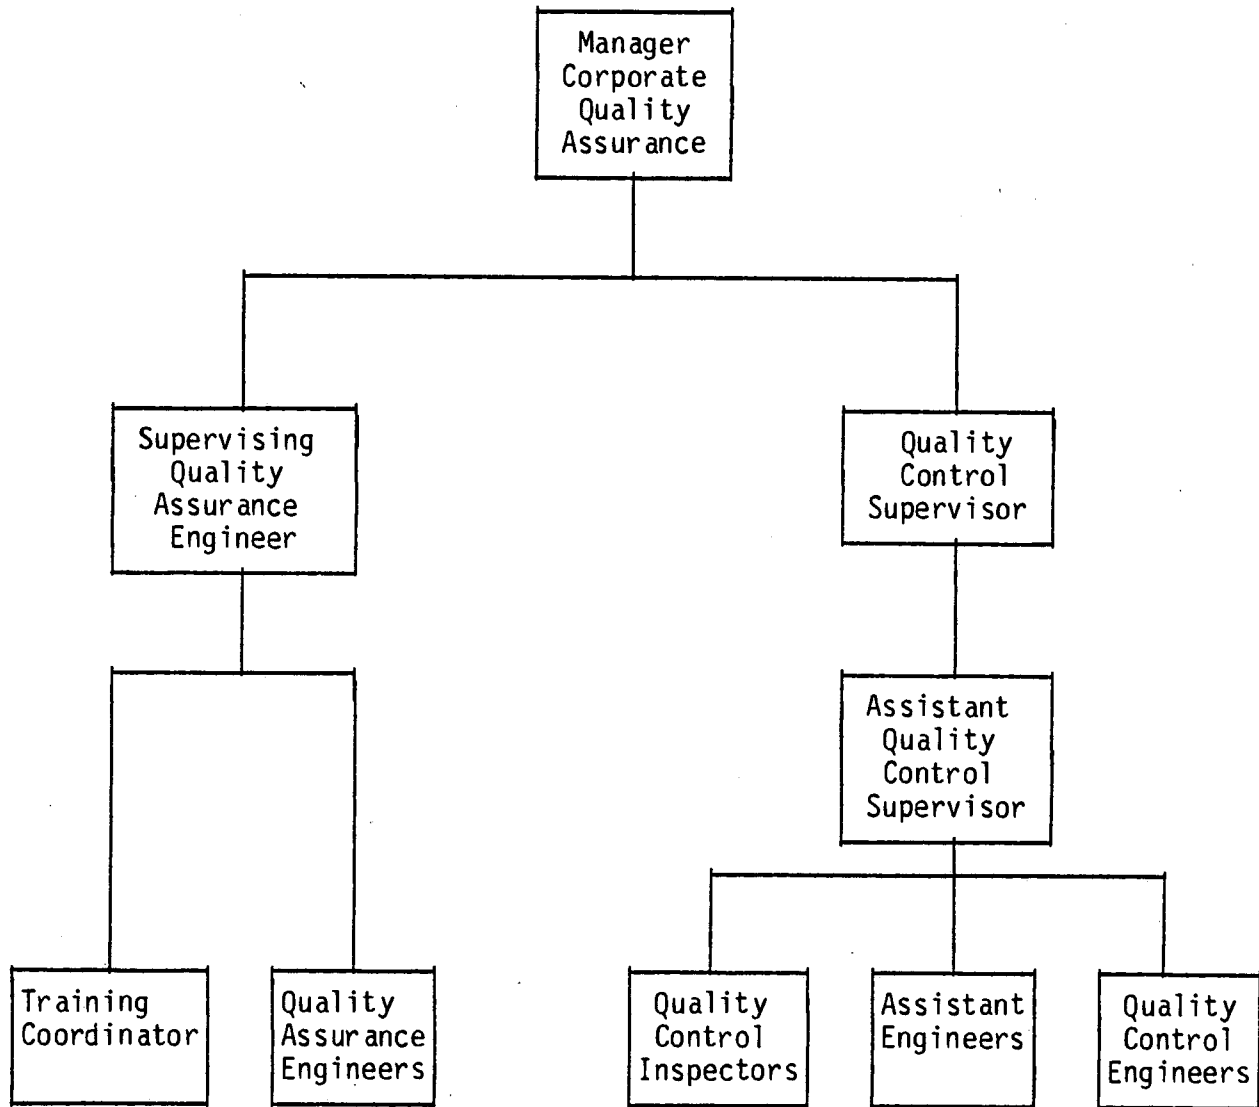 Manager
Corporate
Quality
Assurance
Supervising
Quality
Assurance
Engineer
Quality
Control
Supervisor
Assistant
Quality
Control
Supervisor
Training
Coordinator
Quality
Assurance
Engineers
Quality
Control
Inspectors
Assistant
Engineers
Quality
Control
Engineers